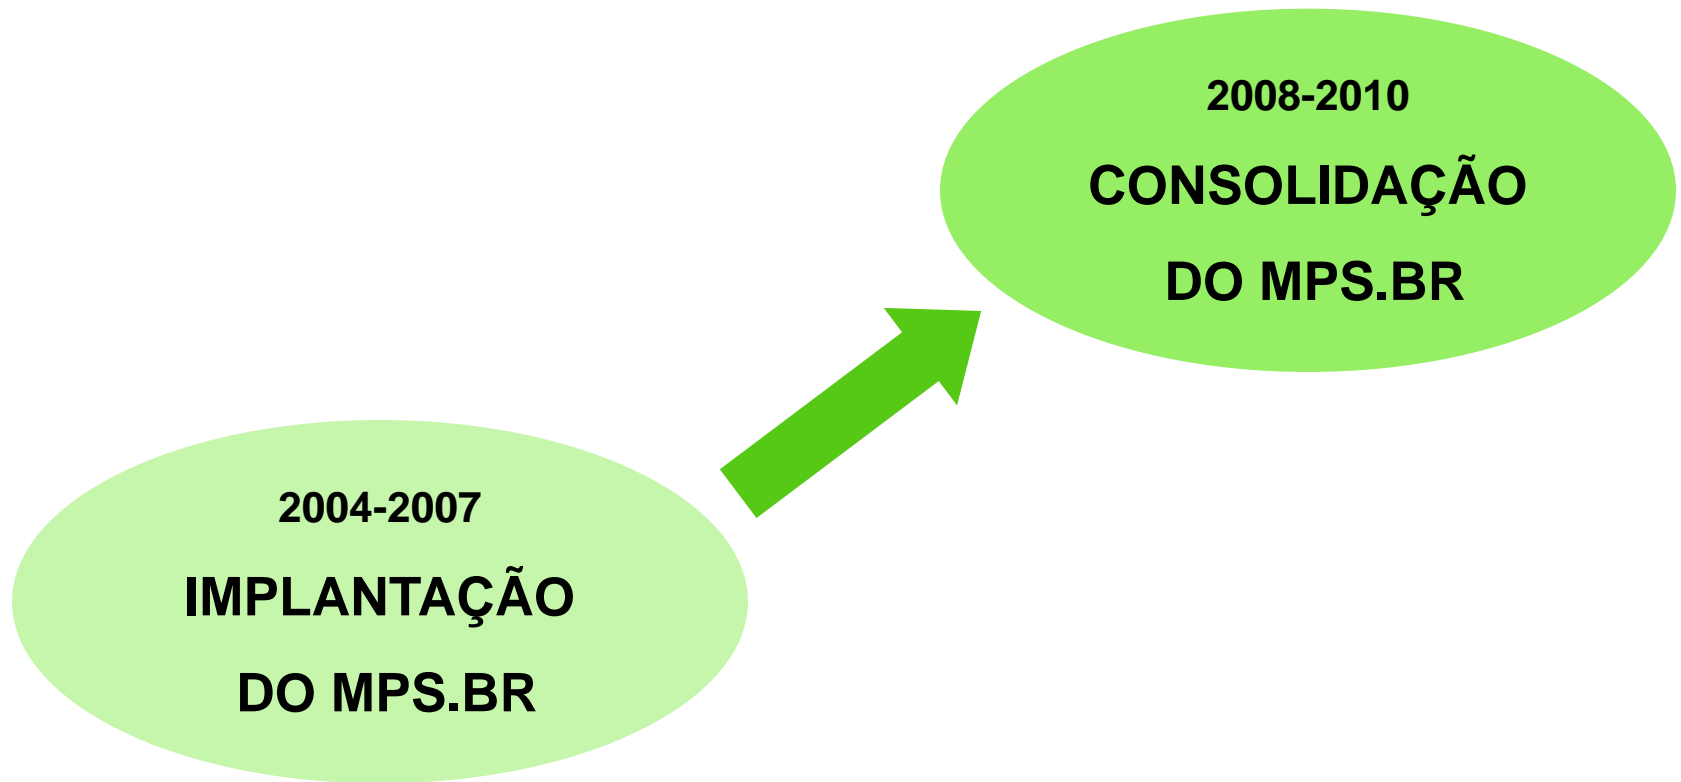 2008-2010
CONSOLIDAÇÃO
DO MPS.BR
2004-2007
IMPLANTAÇÃO
DO MPS.BR